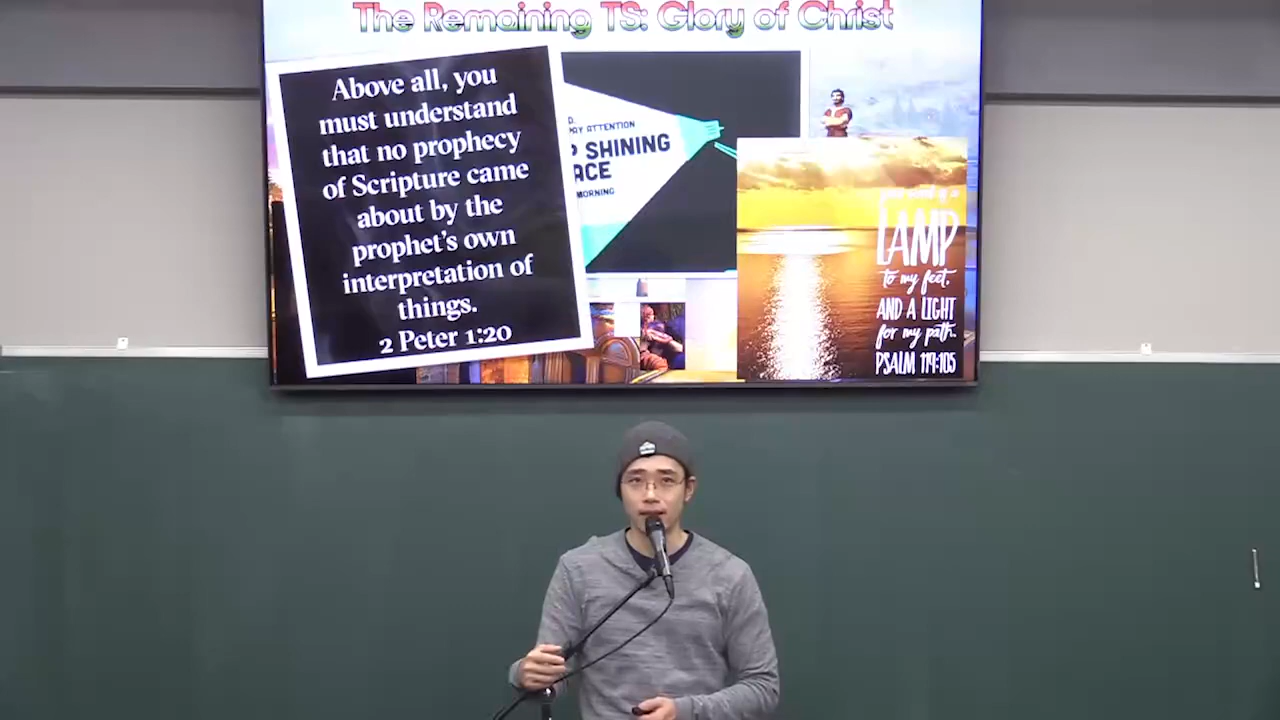 The Remaining TS: Glory of Christ
Above all, you
must understand
that no prophecy
of Scripture came
about by the
prophet's own
interpretation of
things.
2 Peter 1:20
PAY ATTENTION
SHINING
MORNING
LAMP
to my feet,
AND A LIGHT
for my path.
PSALM 119:105